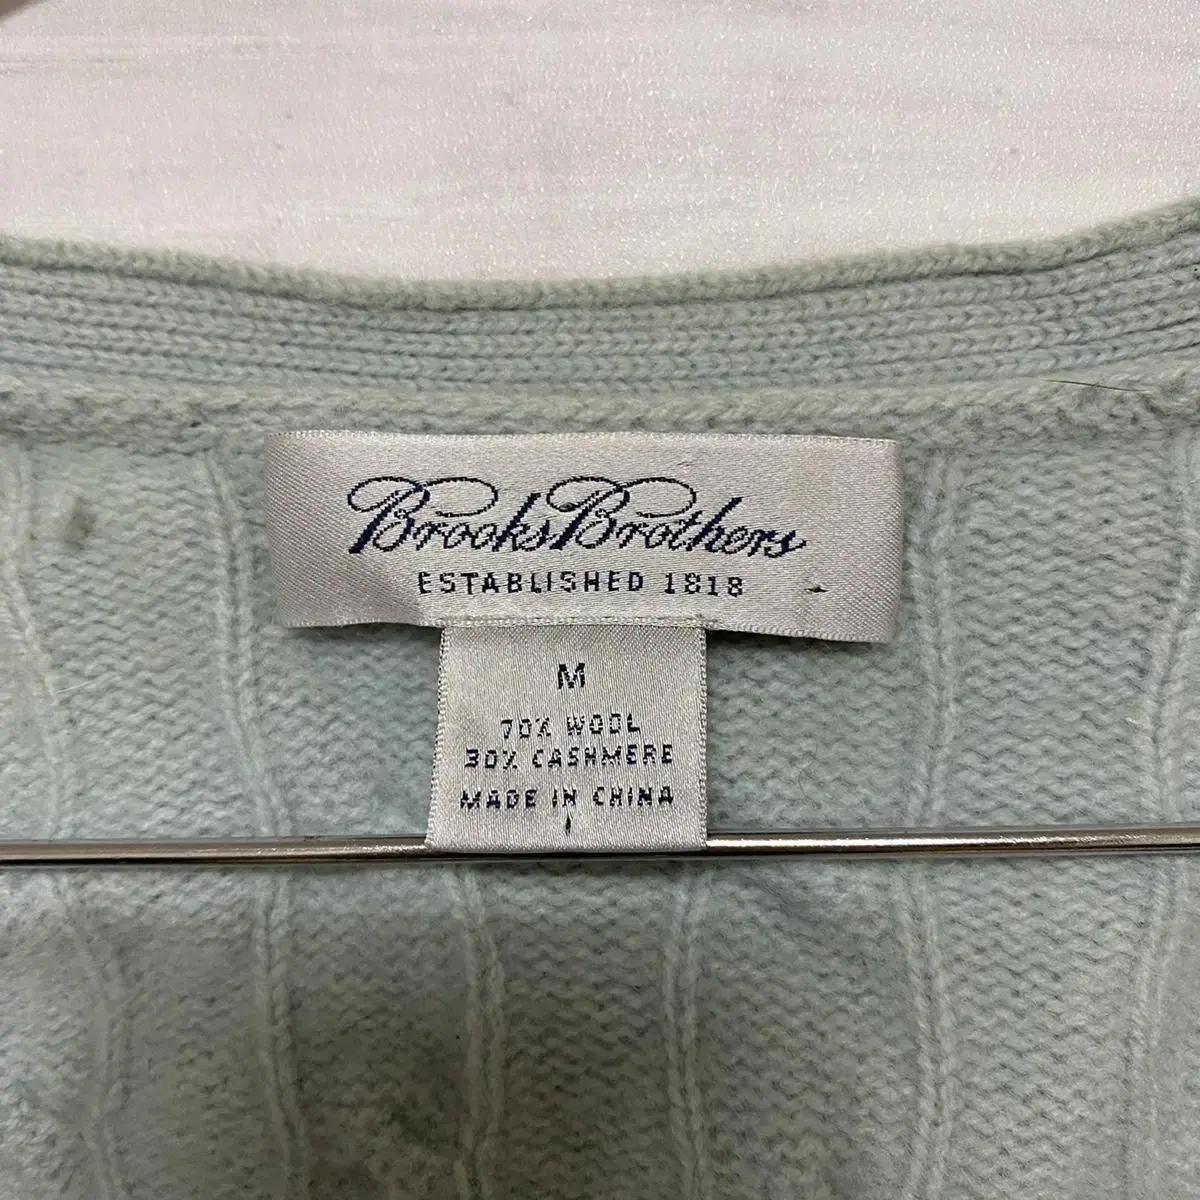 Brooks Brothers
ESTABLISHED 1818
M
70% WOOL
30% CASHMERE
MADE IN CHINA